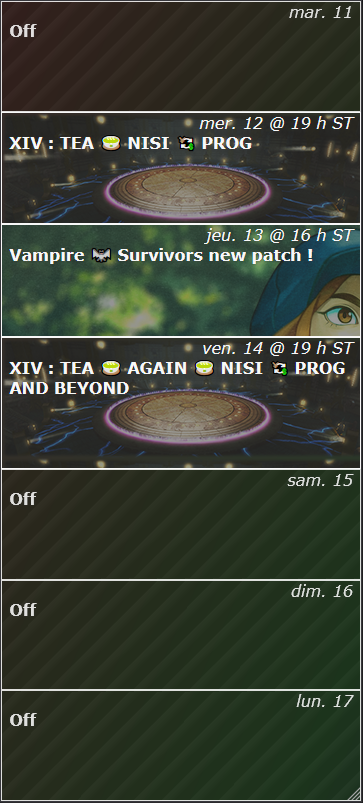 mar. 11
Off
mer. 12 @ 19 h ST
XIV : TEA 🍵 NISI 🔄 PROG
jeu. 13 @ 16 h ST
Vampire 🦇 Survivors new patch !
ven. 14 @ 19 h ST
XIV : TEA 🍵 AGAIN 🍵 NISI 🔄 PROG
AND BEYOND
sam. 15
Off
dim. 16
Off
lun. 17
Off